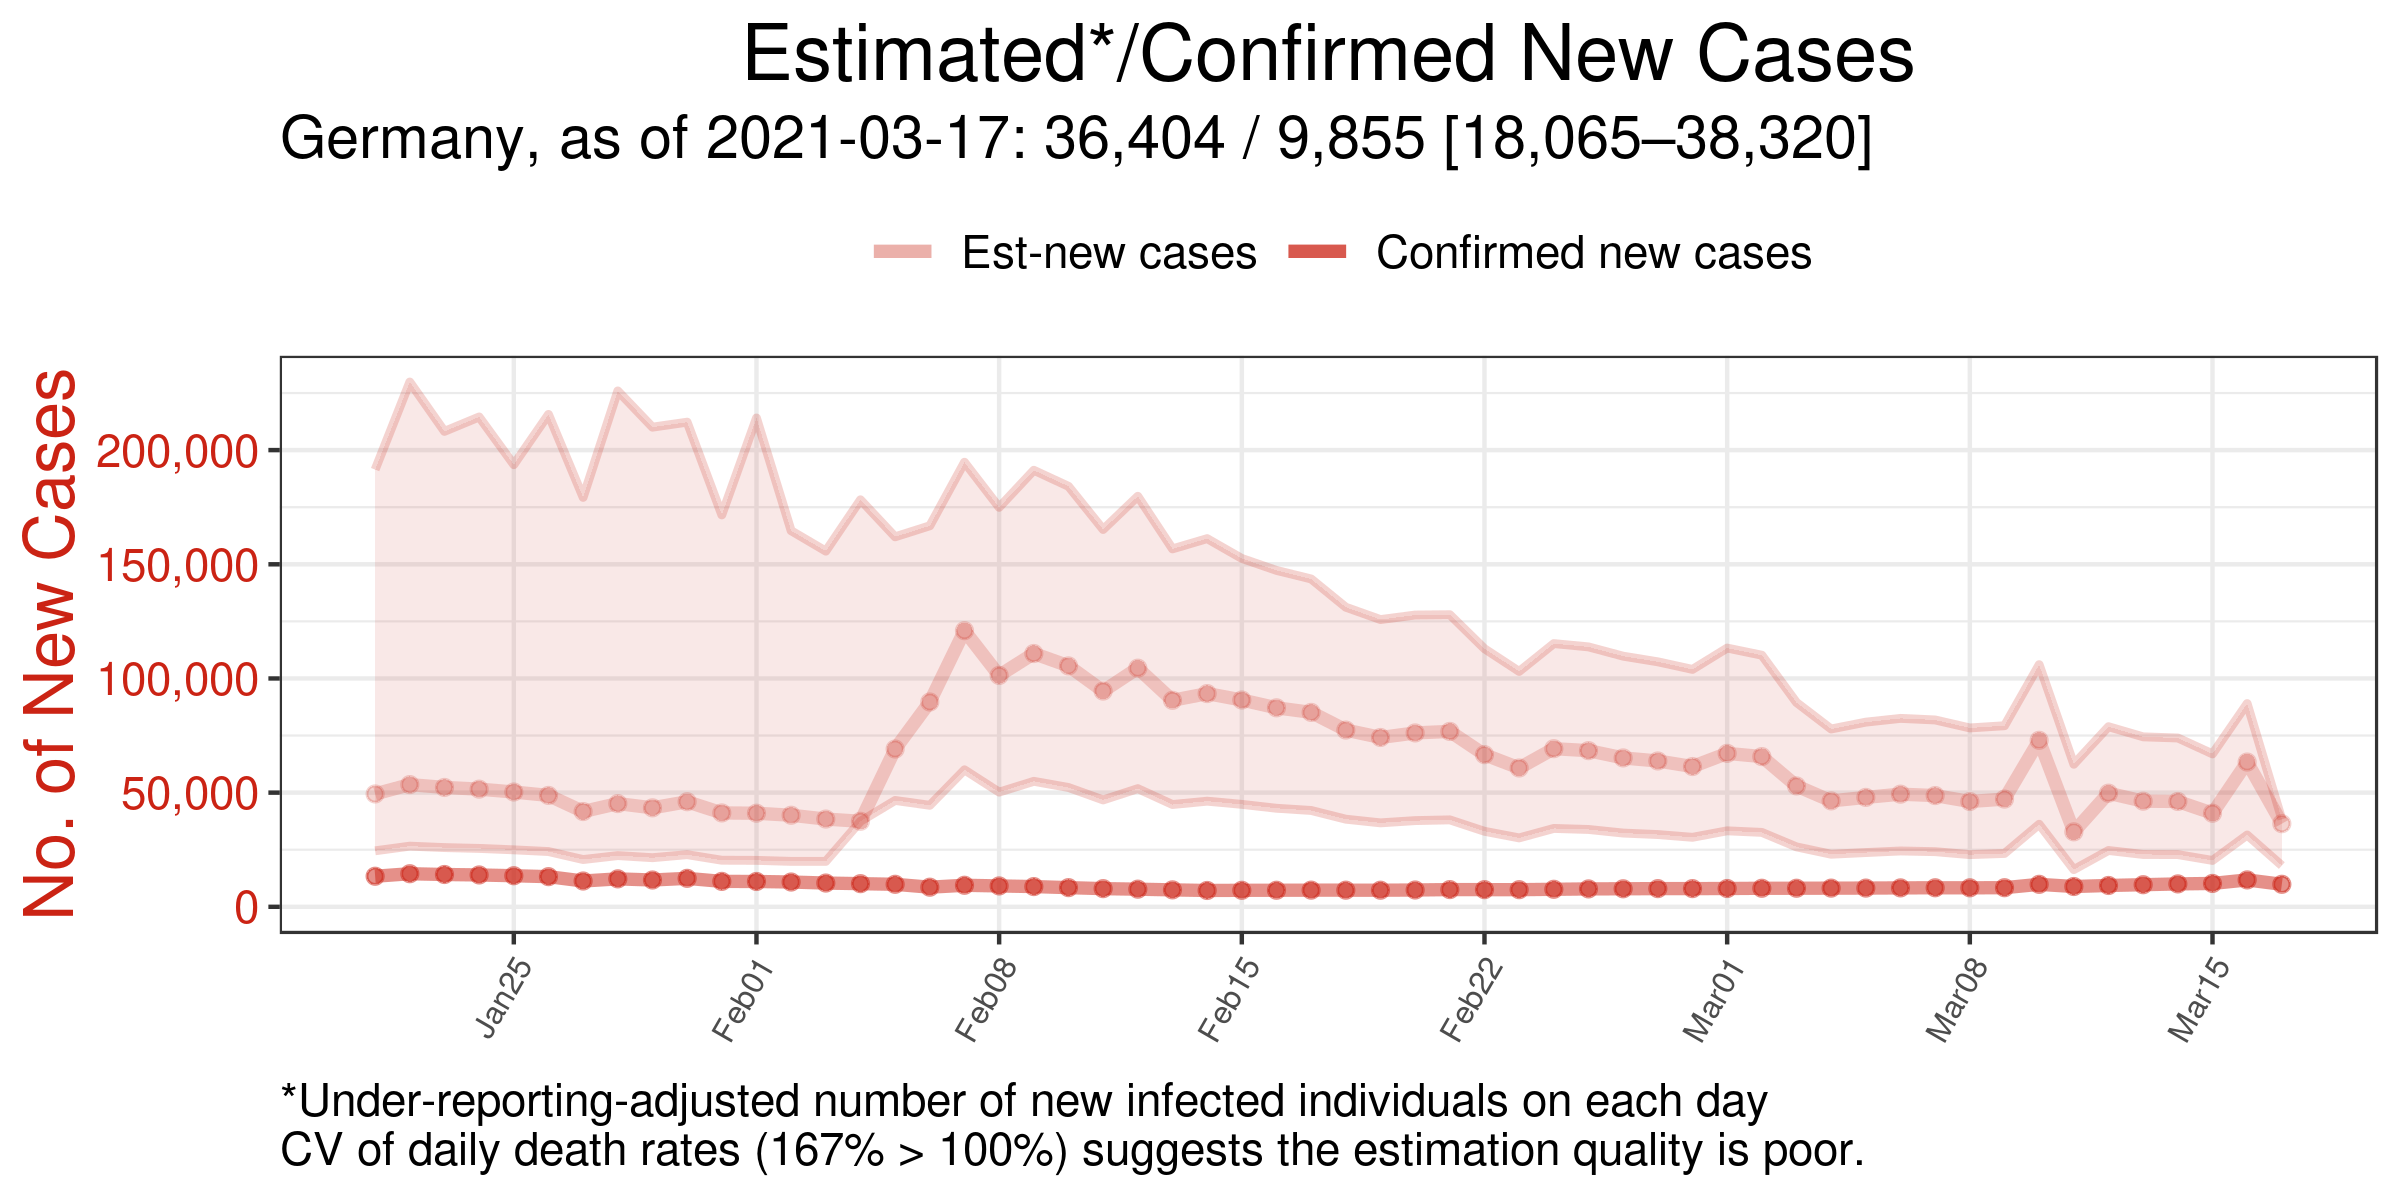 Estimated*/Confirmed New Cases
Germany, as of 2021-03-17: 36,404 / 9,855 [18,065–38,320]
Est-new cases Confirmed new cases
No. of New Cases
200,000
150,000
100,000
50,000
0
Jan25 Feb01 Feb08 Feb15 Feb22 Mar01 Mar08 Mar15
*Under-reporting-adjusted number of new infected individuals on each day
CV of daily death rates (167% > 100%) suggests the estimation quality is poor.